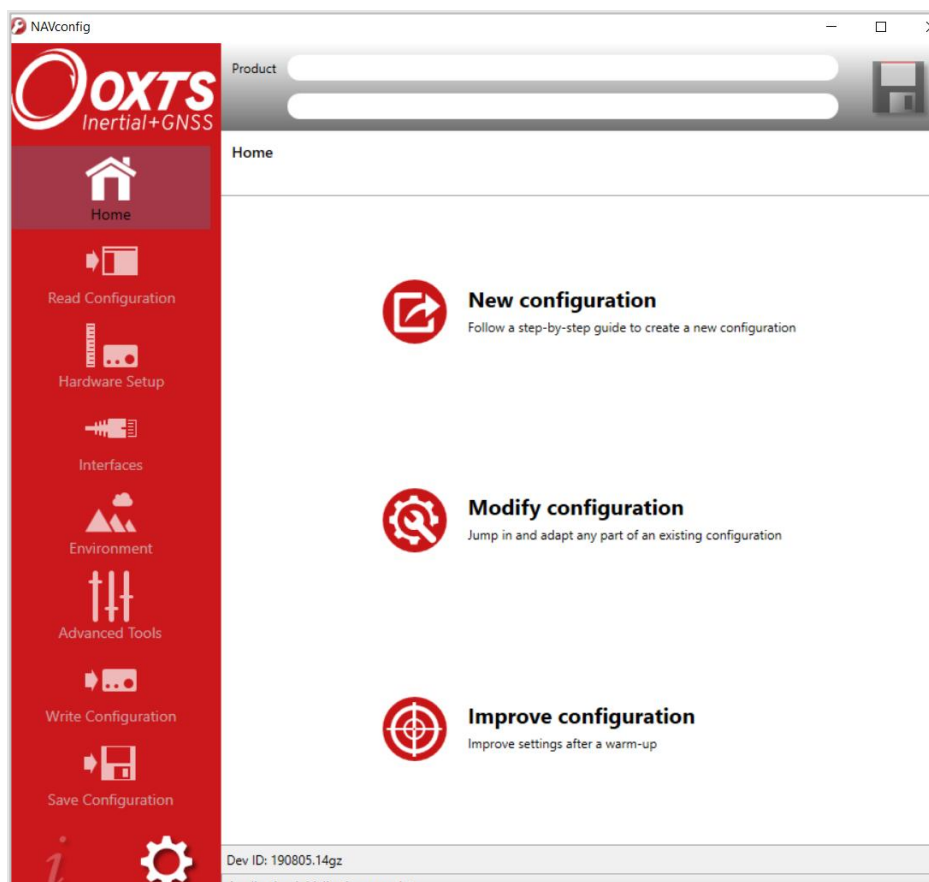 NAVconfig
OXTS
Inertial+GNSS
Product
Home
Home
Read Configuration
Hardware Setup
Interfaces
Environment
Advanced Tools
Write Configuration
Save Configuration
i
New configuration
Follow a step-by-step guide to create a new configuration
Modify configuration
Jump in and adapt any part of an existing configuration
Improve configuration
Improve settings after a warm-up
Dev ID: 190805.14gz